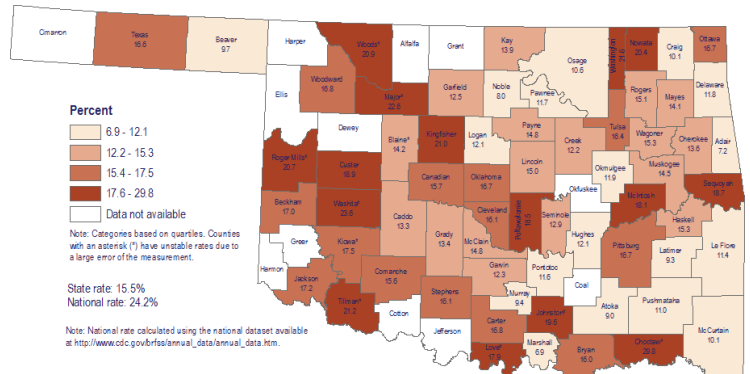 Cimarron
Texas
16.6
Beaver
9.7
Harper
Woods*
20.9
Alfalfa
Grant
Kay
13.9
Osage
10.6
Washington
21.6
Nowata
20.4
Craig
10.1
Ottawa
16.7
Ellis
Woodward
16.8
Major*
22.6
Garfield
12.5
Noble
8.0
Pawnee
11.7
Rogers
15.1
Mayes
14.1
Delaware
11.8
Percent
6.9 - 12.1
12.2 - 15.3
15.4 - 17.5
17.6 - 29.8
Data not available
Note: Categories based on quartiles. Counties
with an asterisk (*) have unstable rates due to
a large error of the measurement.
State rate: 15.5%
National rate: 24.2%
Note: National rate calculated using the national dataset available
at http://www.cdc.gov/brfss/annual_data/annual_data.htm.
Dewey
Blaine*
14.2
Kingfisher
21.0
Logan
12.1
Payne
14.8
Creek
12.2
Tulsa
16.4
Wagoner
15.3
Cherokee
13.6
Adair
7.2
Roger Mills*
20.7
Custer
18.8
Canadian
15.7
Oklahoma
16.7
Lincoln
15.0
Okmulgee
11.9
Okfuskee
Muskogee
14.5
Sequoyah
18.7
Beckham
17.0
Washita*
23.6
Caddo
13.3
Grady
13.4
Cleveland
16.1
McClain
14.8
Pottawatomie
18.5
Seminole
12.9
Hughes
12.1
McIntosh
18.1
Haskell
15.3
Pittsburg
16.7
Latimer
9.3
Le Flore
11.4
Greer
Kiowa*
17.5
Harmon
Jackson
17.2
Tillman*
21.2
Comanche
15.6
Cotton
Stephens
16.1
Jefferson
Garvin
12.3
Murray
9.4
Pontotoc
11.6
Coal
Carter
16.8
Love*
17.9
Johnston*
19.6
Marshall
6.9
Atoka
9.0
Bryan
16.0
Pushmataha
11.0
Choctaw*
29.8
McCurtain
10.1